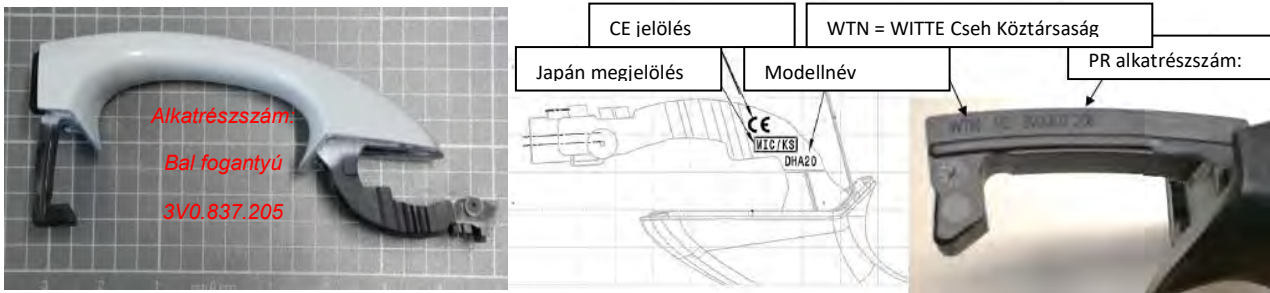 Alkatrészszám:
Bal fogantyú
3V0.837.205
CE jelölés
WTN = WITTE Cseh Köztársaság
Japán megjelölés
Modellnév
PR alkatrészszám:
CE
MIC/KS
DHA20
WTN